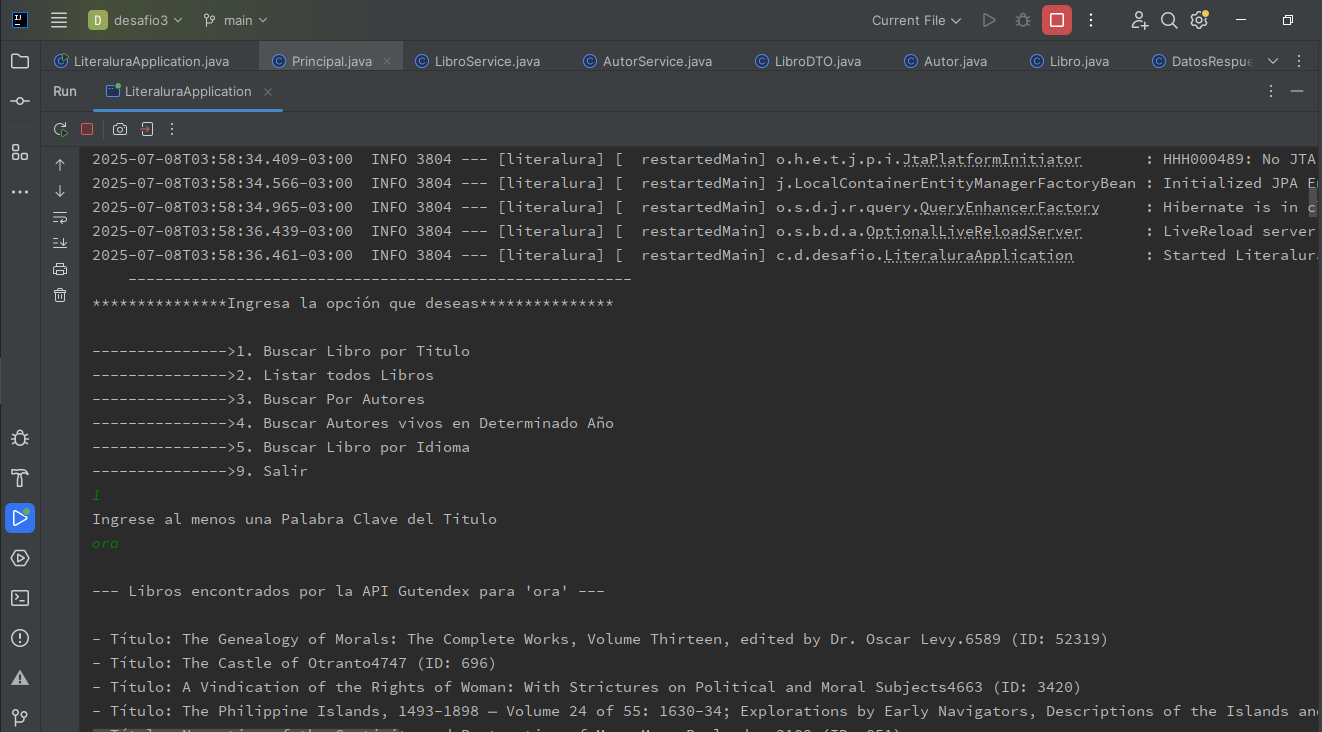 D desafio3 main Current File
LiteraluraApplication.java Principal.java LibroService.java AutorService.java LibroDTO.java Autor.java Libro.java DatosRespue
Run LiteraluraApplication
2025-07-08T03:58:34.409-03:00  INFO 3804 --- [literalura] [  restartedMain] o.h.e.t.j.p.i.JtaPlatformInitiator       : HHH000489: No JTA
2025-07-08T03:58:34.566-03:00  INFO 3804 --- [literalura] [  restartedMain] j.LocalContainerEntityManagerFactoryBean : Initialized JPA E
2025-07-08T03:58:34.965-03:00  INFO 3804 --- [literalura] [  restartedMain] o.s.d.j.r.query.QueryEnhancerFactory     : Hibernate is in c
2025-07-08T03:58:36.439-03:00  INFO 3804 --- [literalura] [  restartedMain] o.s.b.d.a.OptionalLiveReloadServer       : LiveReload server
2025-07-08T03:58:36.461-03:00  INFO 3804 --- [literalura] [  restartedMain] c.d.desafio.LiteraluraApplication        : Started Literalur
--------------------------------------------------------
***************Ingresa la opción que deseas***************
--------------->1. Buscar Libro por Titulo
--------------->2. Listar todos Libros
--------------->3. Buscar Por Autores
--------------->4. Buscar Autores vivos en Determinado Año
--------------->5. Buscar Libro por Idioma
--------------->9. Salir
1
Ingrese al menos una Palabra Clave del Titulo
ora
--- Libros encontrados por la API Gutendex para 'ora' ---
- Título: The Genealogy of Morals: The Complete Works, Volume Thirteen, edited by Dr. Oscar Levy.6589 (ID: 52319)
- Título: The Castle of Otranto4747 (ID: 696)
- Título: A Vindication of the Rights of Woman: With Strictures on Political and Moral Subjects4663 (ID: 3420)
- Título: The Philippine Islands, 1493-1898 — Volume 24 of 55: 1630-34; Explorations by Early Navigators, Descriptions of the Islands an